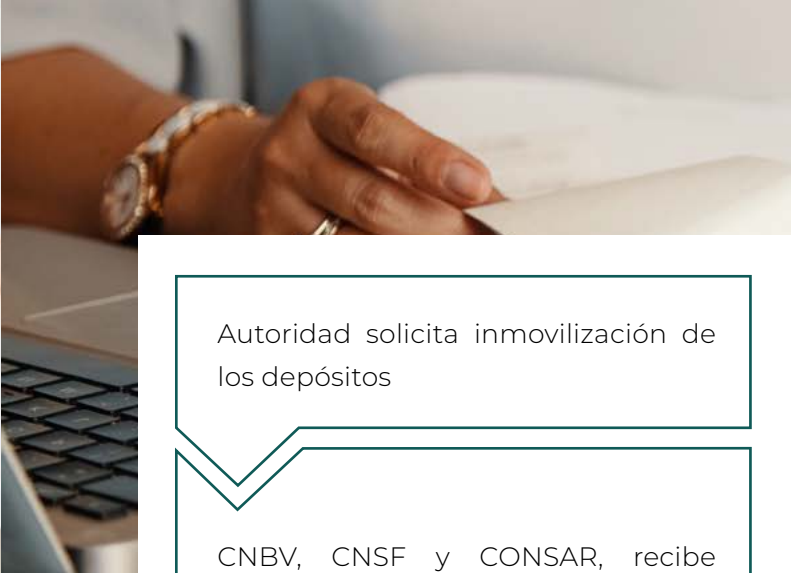 Autoridad solicita inmovilización de
los depósitos
CNBV, CNSF y CONSAR, recibe